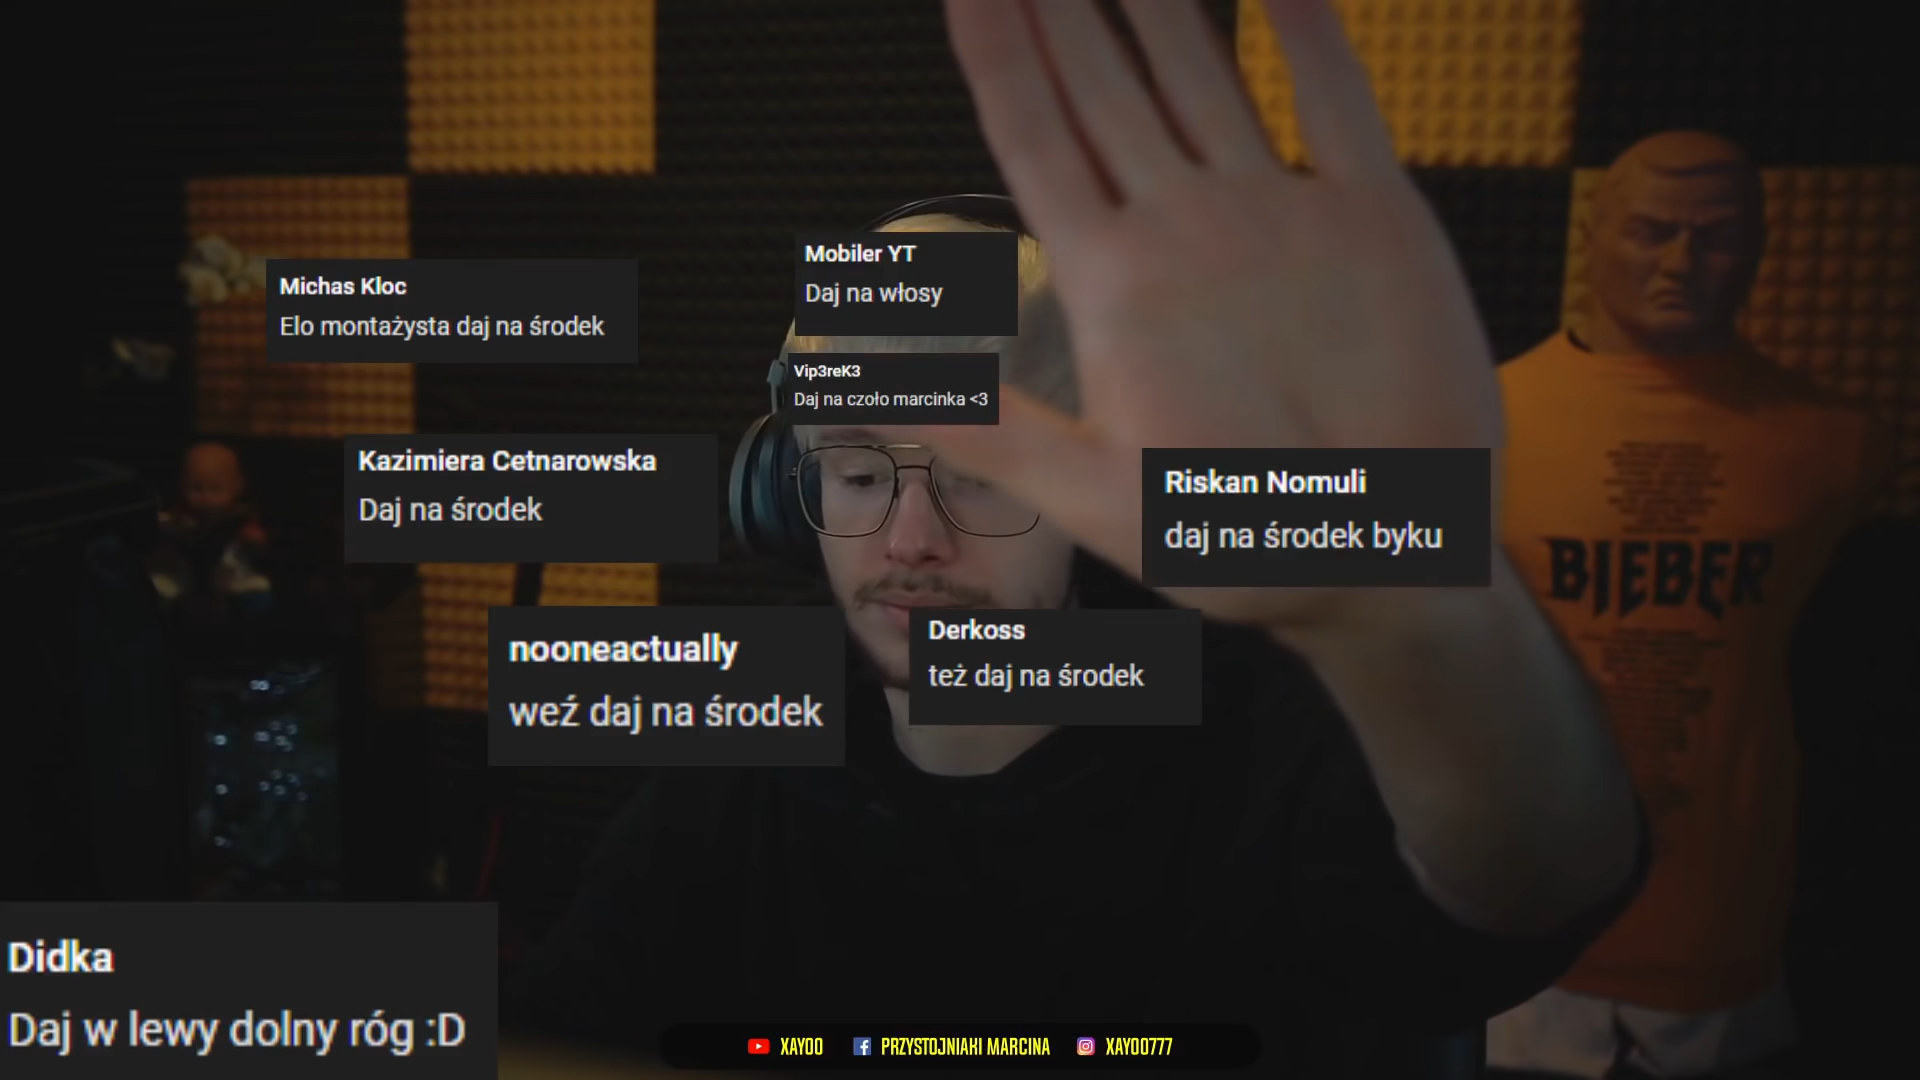 Mobiler YT
Daj na włosy
Michas Kloc
Elo montażysta daj na środek
Vip3reK3
Daj na czoło marcinka <3
Kazimiera Cetnarowska
Daj na środek
Riskan Nomuli
daj na środek byku
BIEBER
nooneactually
weź daj na środek
Derkoss
też daj na środek
Didka
Daj w lewy dolny róg :D
XAYOO
PRZYSTOJNIAKI MARCINA
XAYOO777